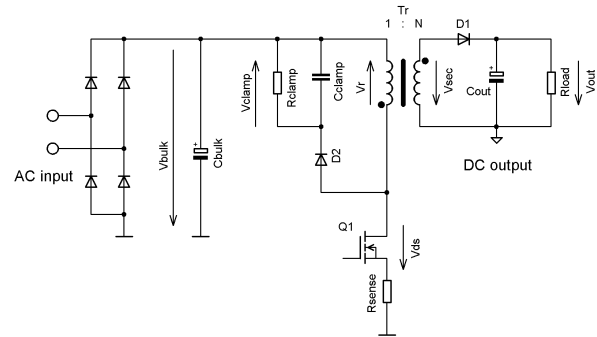 Tr
1 : N
D1
Vclamp
Rclamp
Cclamp
Vr
Vsec
+
Cout
Rload
Vout
Vbulk
+
Cbulk
D2
AC input
DC output
Q1
Vds
Rsense